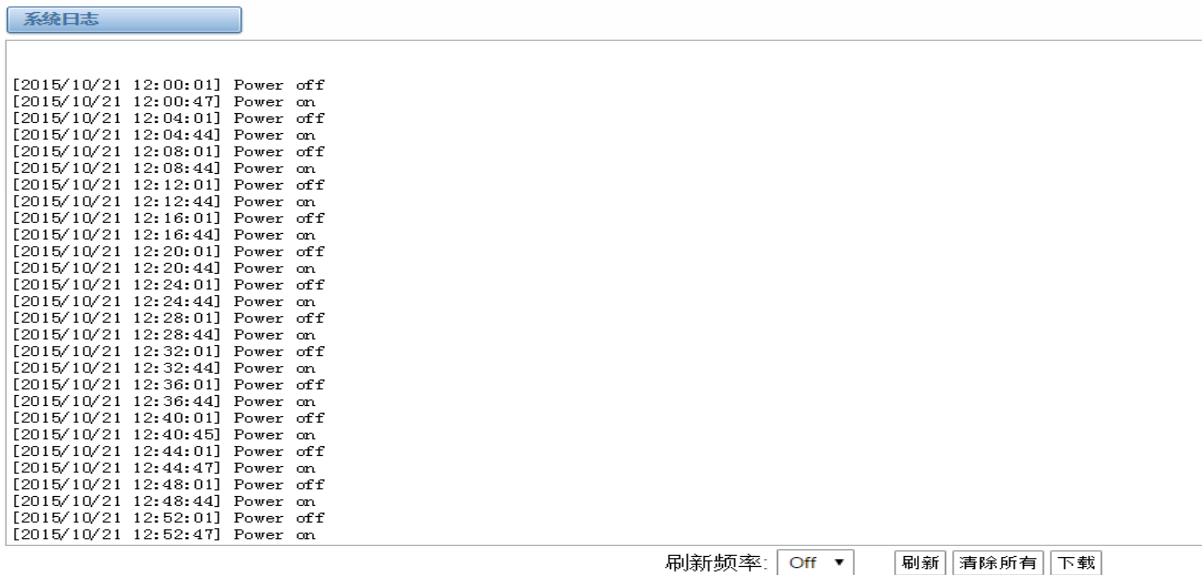 系统日志
[2015/10/21 12:00:01] Power off
[2015/10/21 12:00:47] Power on
[2015/10/21 12:04:01] Power off
[2015/10/21 12:04:44] Power on
[2015/10/21 12:08:01] Power off
[2015/10/21 12:08:44] Power on
[2015/10/21 12:12:01] Power off
[2015/10/21 12:12:44] Power on
[2015/10/21 12:16:01] Power off
[2015/10/21 12:16:44] Power on
[2015/10/21 12:20:01] Power off
[2015/10/21 12:20:44] Power on
[2015/10/21 12:24:01] Power off
[2015/10/21 12:24:44] Power on
[2015/10/21 12:28:01] Power off
[2015/10/21 12:28:44] Power on
[2015/10/21 12:32:01] Power off
[2015/10/21 12:32:44] Power on
[2015/10/21 12:36:01] Power off
[2015/10/21 12:36:44] Power on
[2015/10/21 12:40:01] Power off
[2015/10/21 12:40:45] Power on
[2015/10/21 12:44:01] Power off
[2015/10/21 12:44:47] Power on
[2015/10/21 12:48:01] Power off
[2015/10/21 12:48:44] Power on
[2015/10/21 12:52:01] Power off
[2015/10/21 12:52:47] Power on
刷新频率: Off 刷新 清除所有 下载